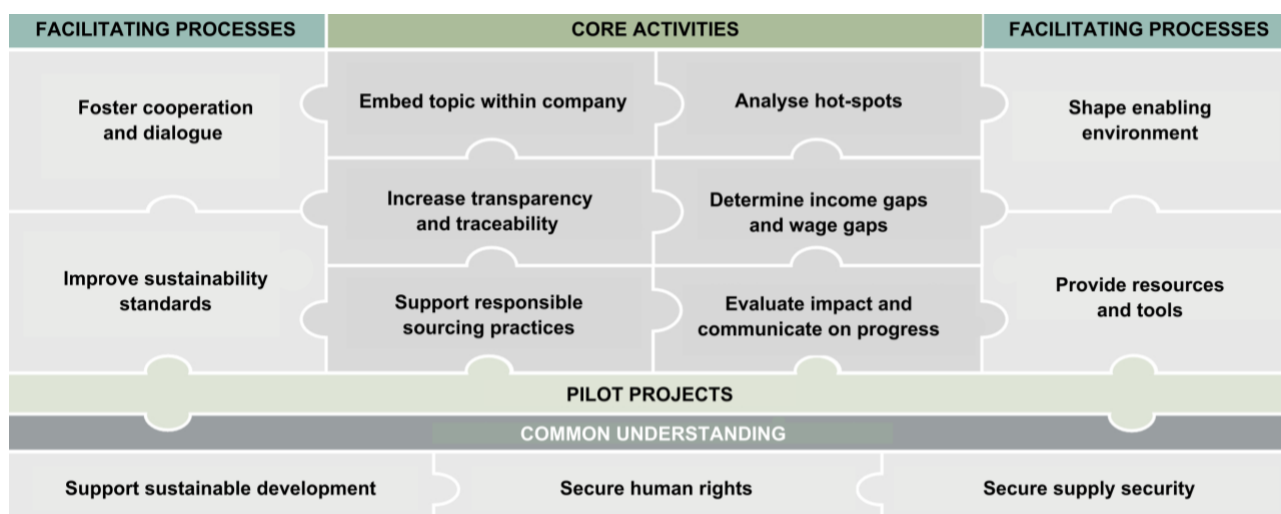 FACILITATING PROCESSES
CORE ACTIVITIES
FACILITATING PROCESSES
Foster cooperation
and dialogue
Embed topic within company
Analyse hot-spots
Shape enabling
environment
Increase transparency
and traceability
Determine income gaps
and wage gaps
Improve sustainability
standards
Support responsible
sourcing practices
Evaluate impact and
communicate on progress
Provide resources
and tools
PILOT PROJECTS
COMMON UNDERSTANDING
Support sustainable development
Secure human rights
Secure supply security